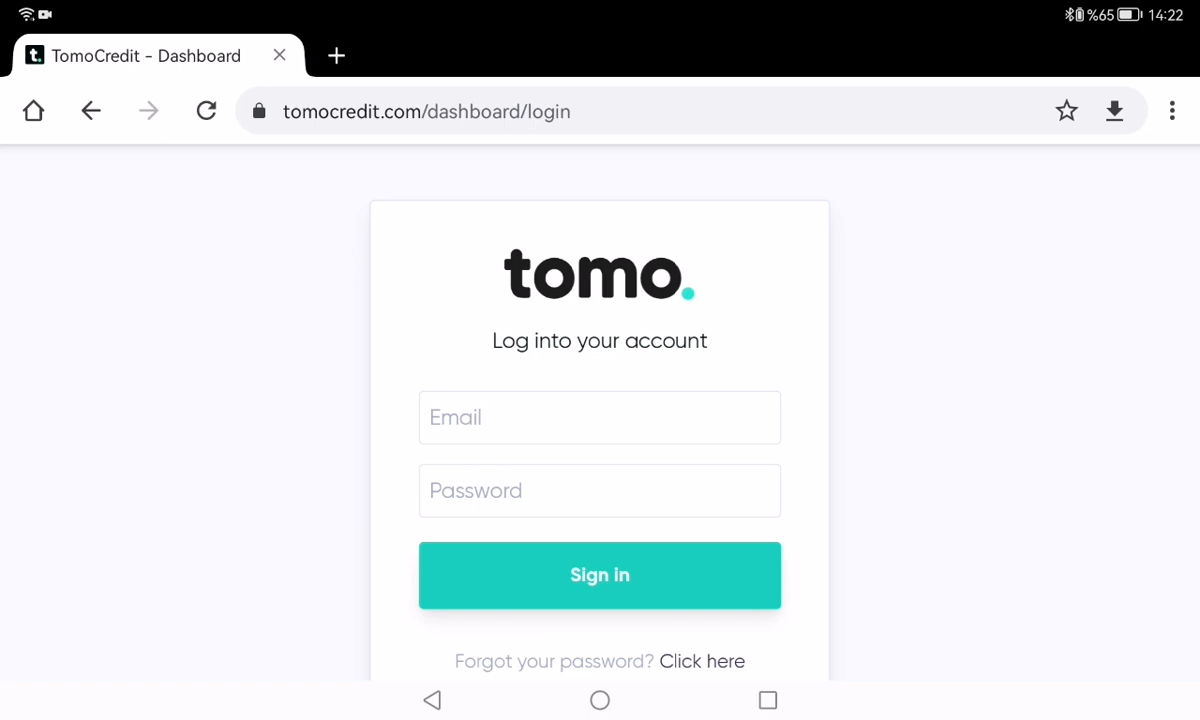 %65 14:22
t. TomoCredit - Dashboard
tomocredit.com/dashboard/login
tomo.
Log into your account
Email
Password
Sign in
Forgot your password? Click here